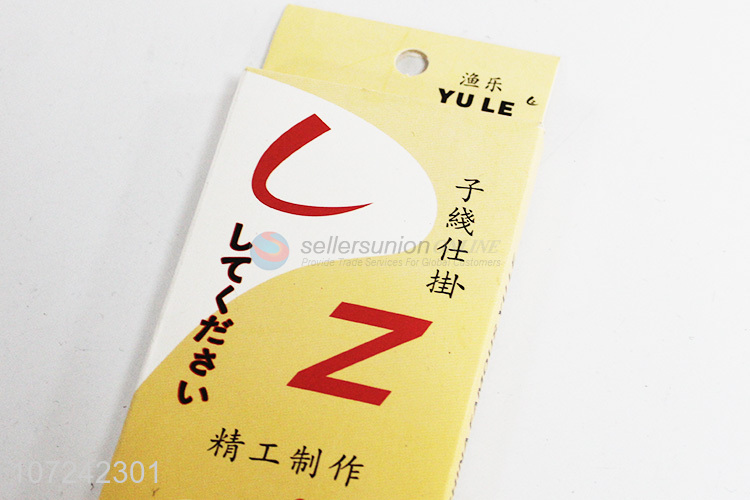 渔乐
YU LE
子綫仕掛
し
してください
sellersunion ONLINE
Provide Trade Services For Global Customers
Z
精工制作
107242301